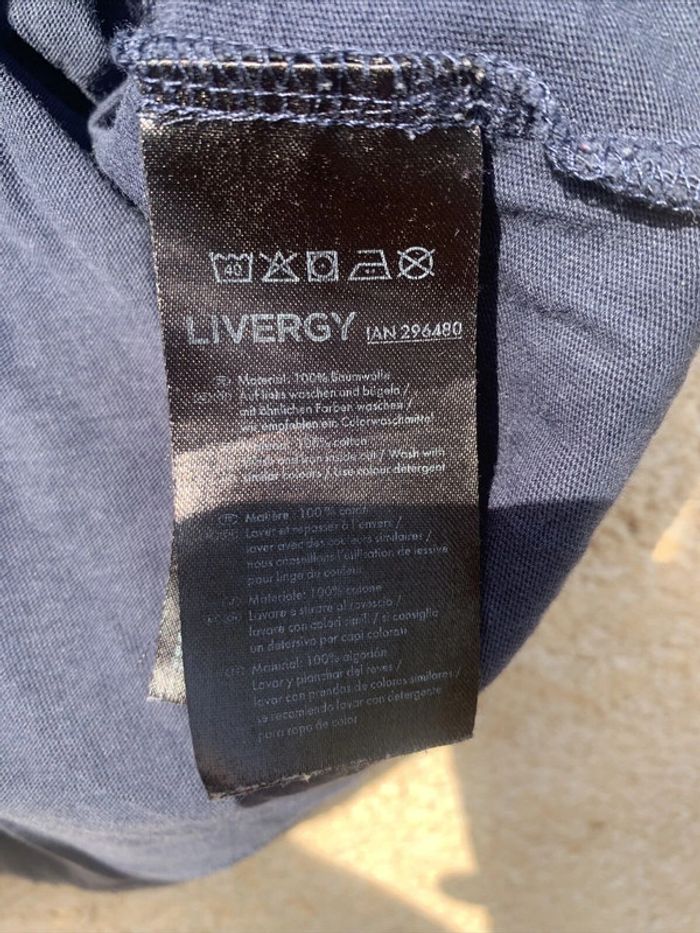 40
LIVERGY IAN 296480
Material: 100% Baumwolle
Auf links waschen und bügeln /
mit ähnlichen Farben waschen /
wir empfehlen ein Colorwaschmittel
100% cotton
inside out / Wash with
similar colours / Use colour detergent
Matière: 100% coton
Laver et repasser à l'envers /
laver avec des couleurs similaires /
nous conseillons l'utilisation de lessive
pour linge de couleur
Materiale: 100% cotone
Lavare e stirare al rovescio /
lavare con colori simili / si consiglia
un detersivo per capi colorati
Material: 100% algodón
Lavar y planchar del revés /
lavar con prendas de colores similares /
se recomienda lavar con detergente
para ropa de color